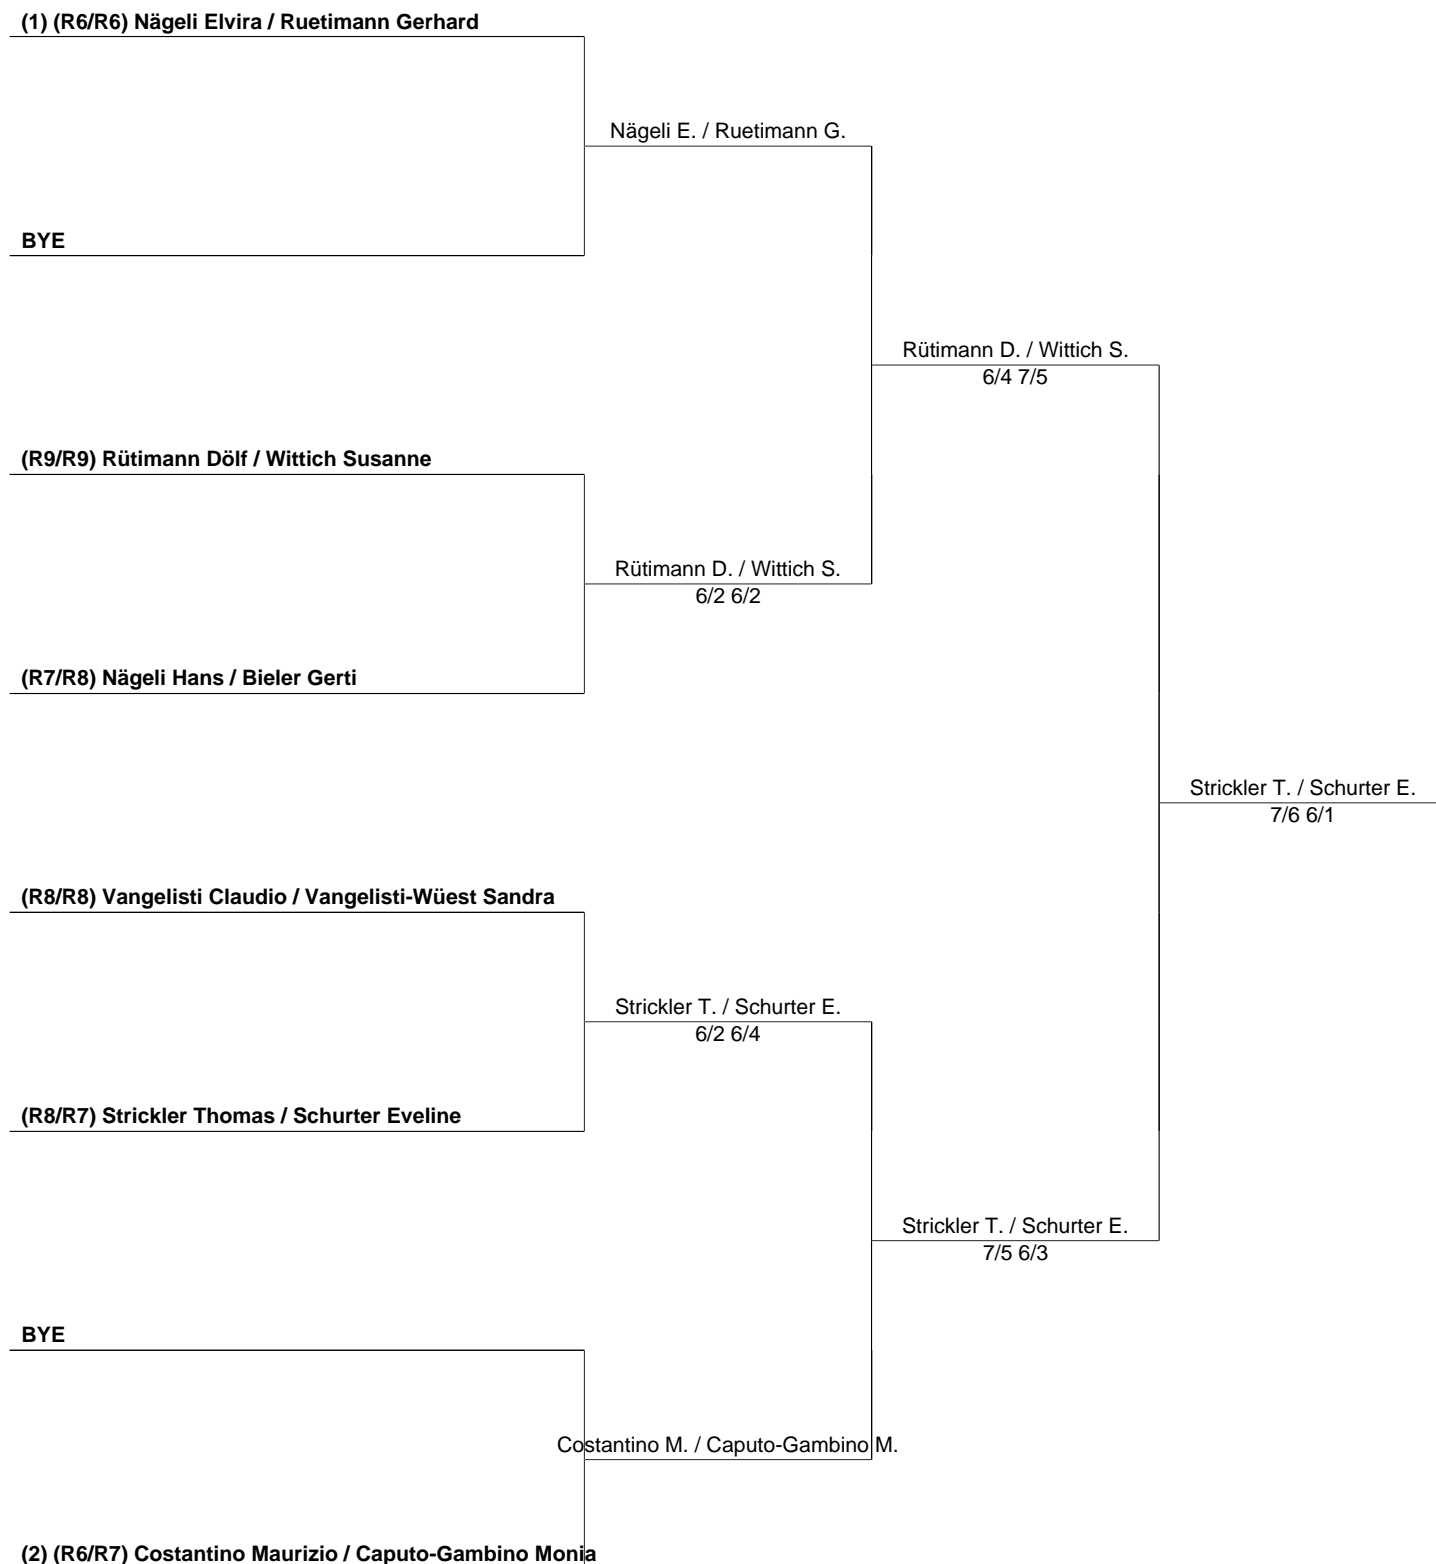 (1) (R6/R6) Nägeli Elvira / Ruetimann Gerhard
Nägeli E. / Ruetimann G.
BYE
Rütimann D. / Wittich S.
6/4 7/5
(R9/R9) Rütimann Dölf / Wittich Susanne
Rütimann D. / Wittich S.
6/2 6/2
(R7/R8) Nägeli Hans / Bieler Gerti
Strickler T. / Schurter E.
7/6 6/1
(R8/R8) Vangelisti Claudio / Vangelisti-Wüest Sandra
Strickler T. / Schurter E.
6/2 6/4
(R8/R7) Strickler Thomas / Schurter Eveline
Strickler T. / Schurter E.
7/5 6/3
BYE
Costantino M. / Caputo-Gambino M.
(2) (R6/R7) Costantino Maurizio / Caputo-Gambino Monia